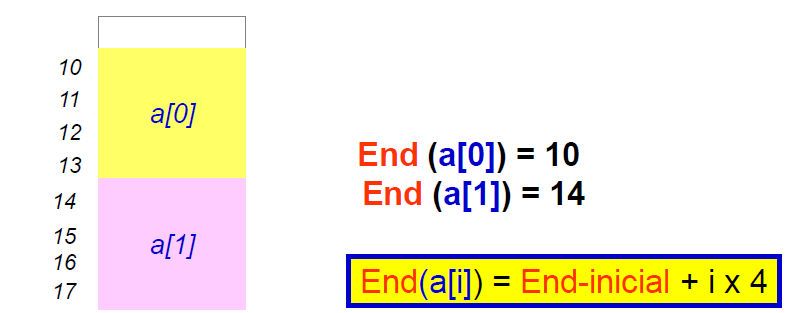 10
11
a[0]
12
13
14
15
a[1]
16
17
End (a[0]) = 10
End (a[1]) = 14
End(a[i]) = End-inicial + i x 4